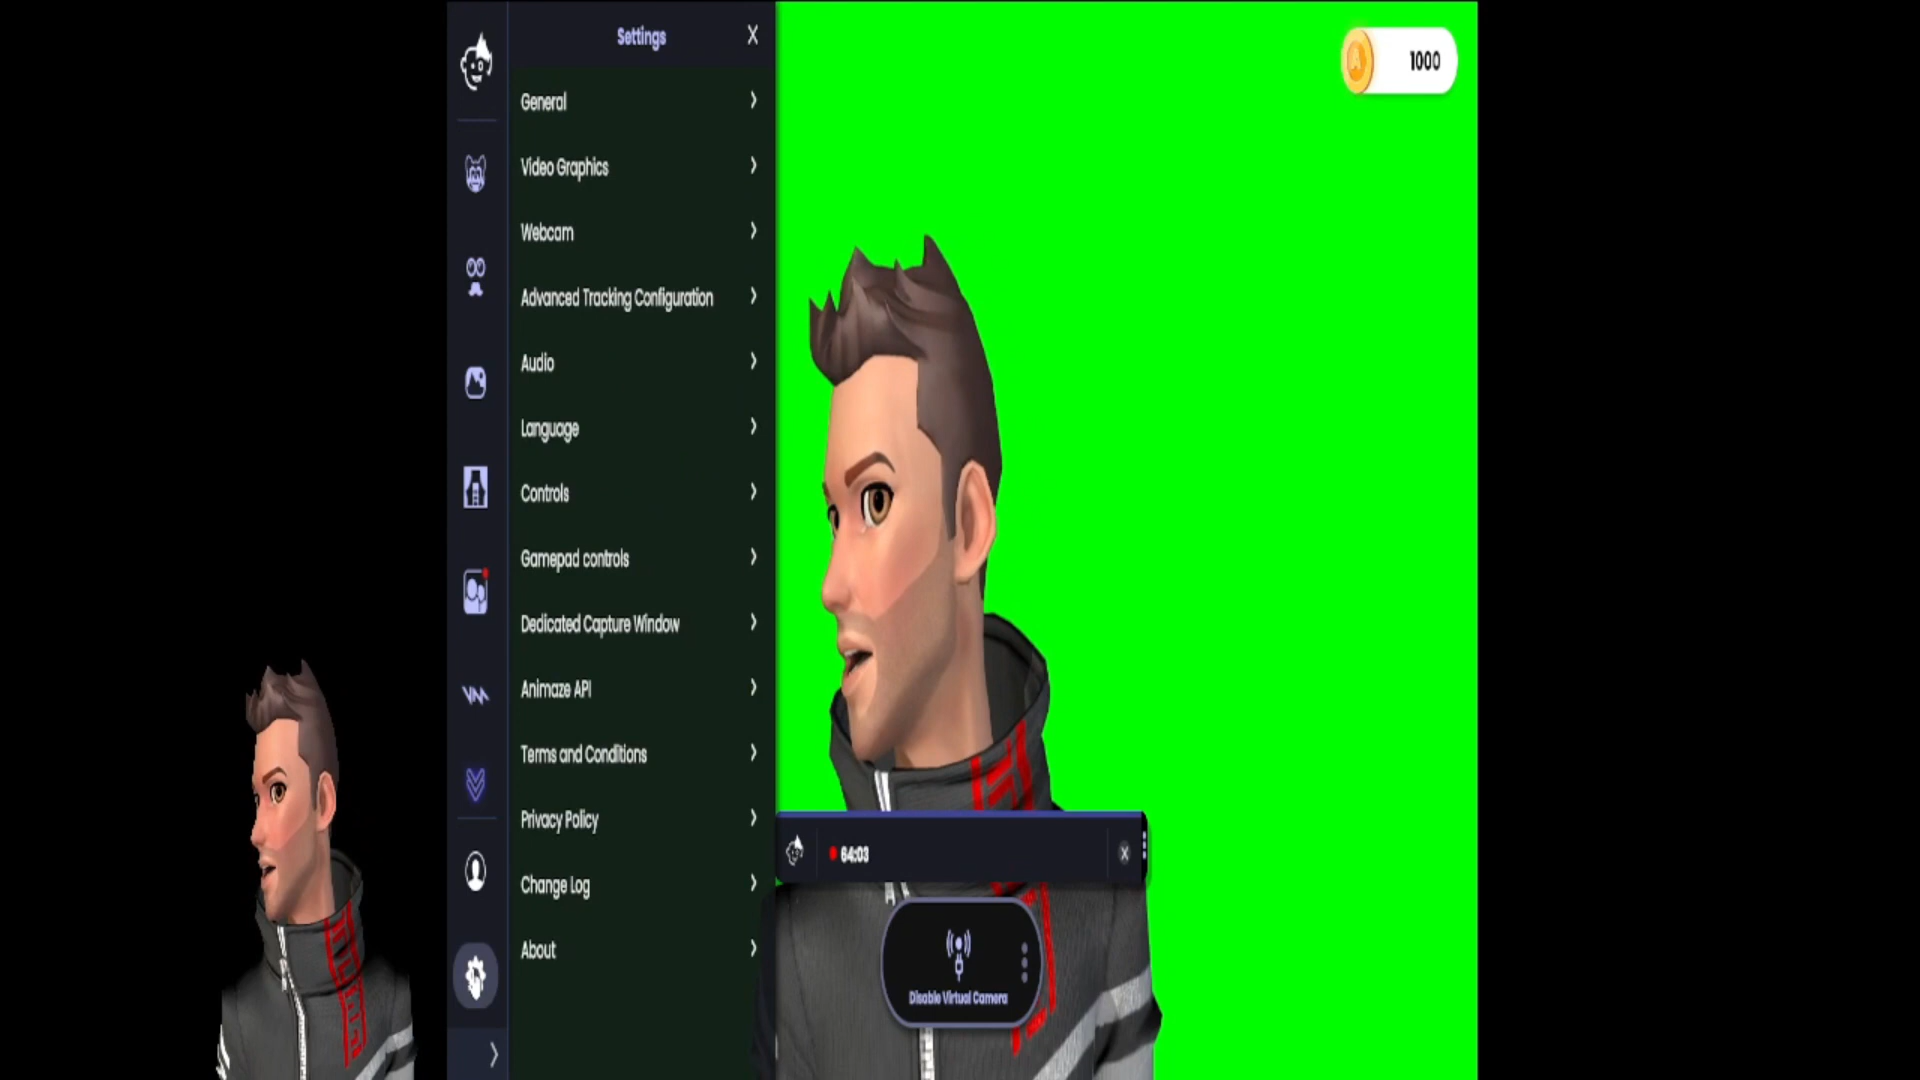 Settings
X
1000
General
Video Graphics
Webcam
Advanced Tracking Configuration
Audio
Language
Controls
Gamepad controls
Dedicated Capture Window
Animaze API
Terms and Conditions
Privacy Policy
64:03
Change Log
About
Disable Virtual Camera